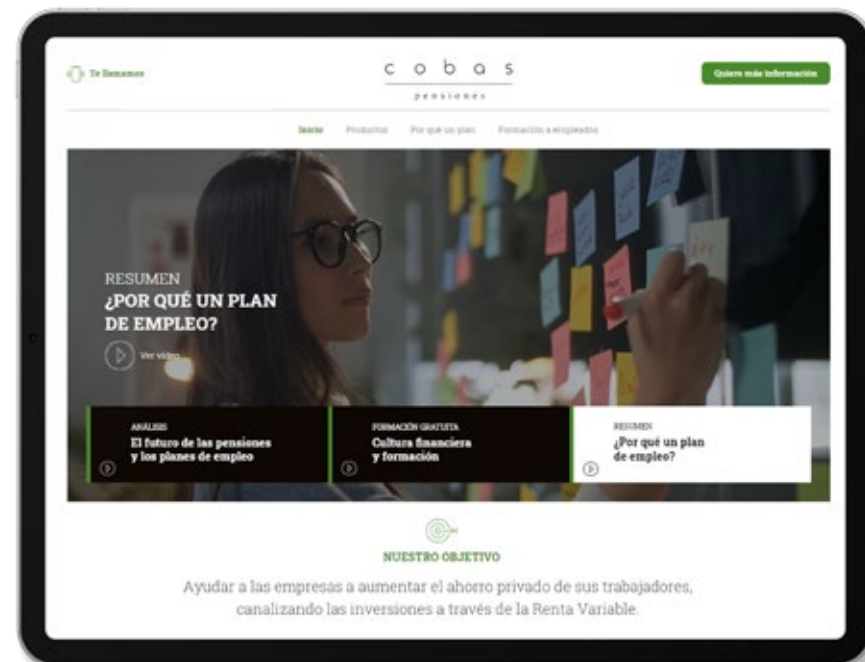 Te llamamos
cobas
pensiones
Quiero más información
Inicio
Productos
Por qué un plan
Formación a empleados
RESUMEN
¿POR QUÉ UN PLAN
DE EMPLEO?
Ver vídeo
ANÁLISIS
El futuro de las pensiones
y los planes de empleo
FORMACIÓN GRATUITA
Cultura financiera
y formación
RESUMEN
¿Por qué un plan
de empleo?
NUESTRO OBJETIVO
Ayudar a las empresas a aumentar el ahorro privado de sus trabajadores,
canalizando las inversiones a través de la Renta Variable.